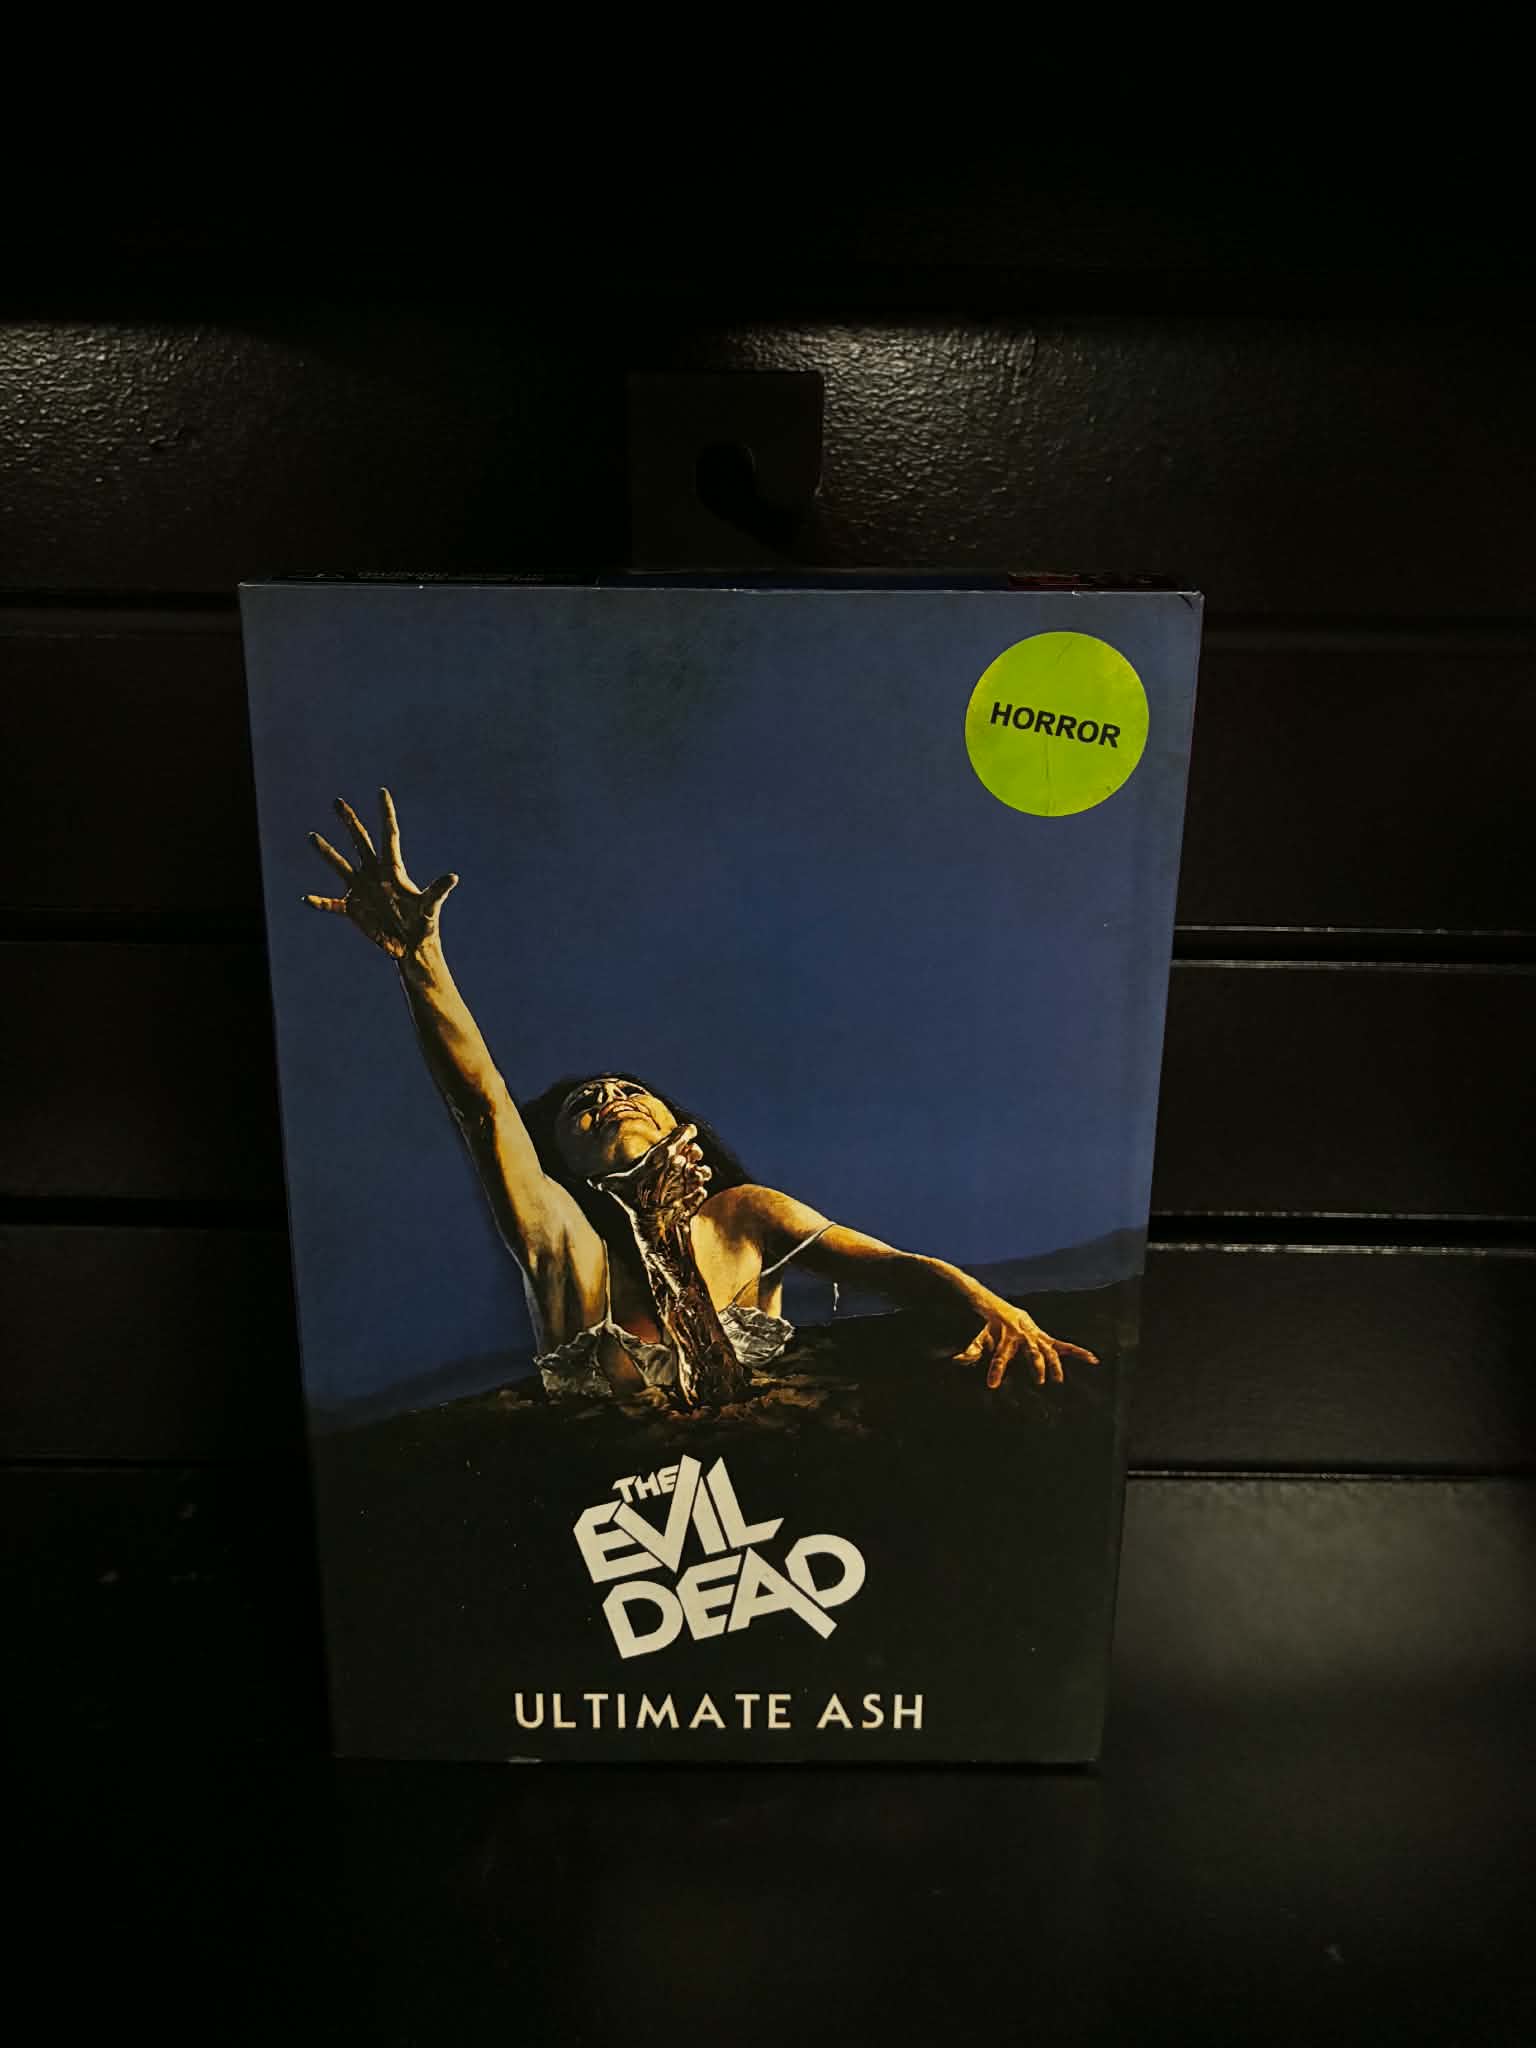 HORROR
THE
EVIL
DEAD
ULTIMATE ASH